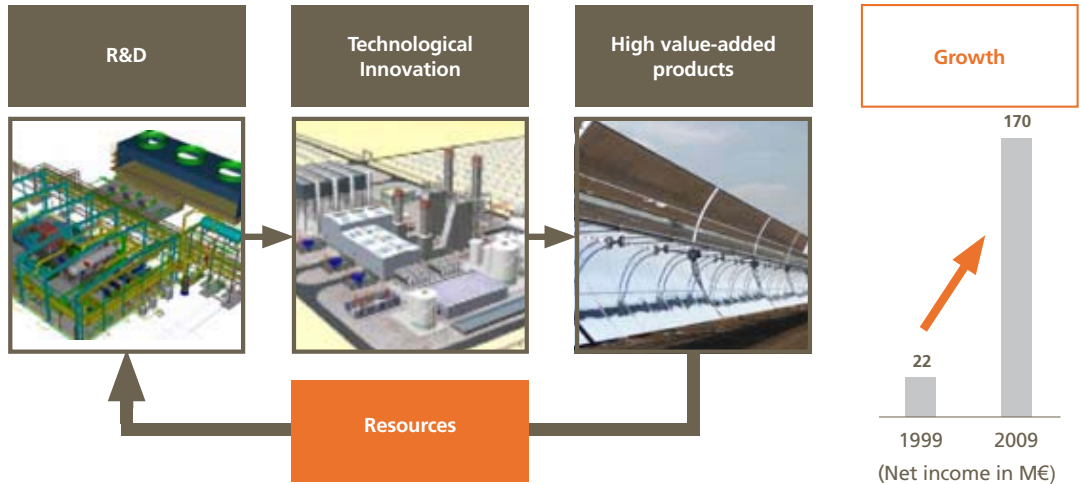 R&D
Technological
Innovation
High value-added
products
Growth
Resources
170
22
1999
2009
(Net income in M€)